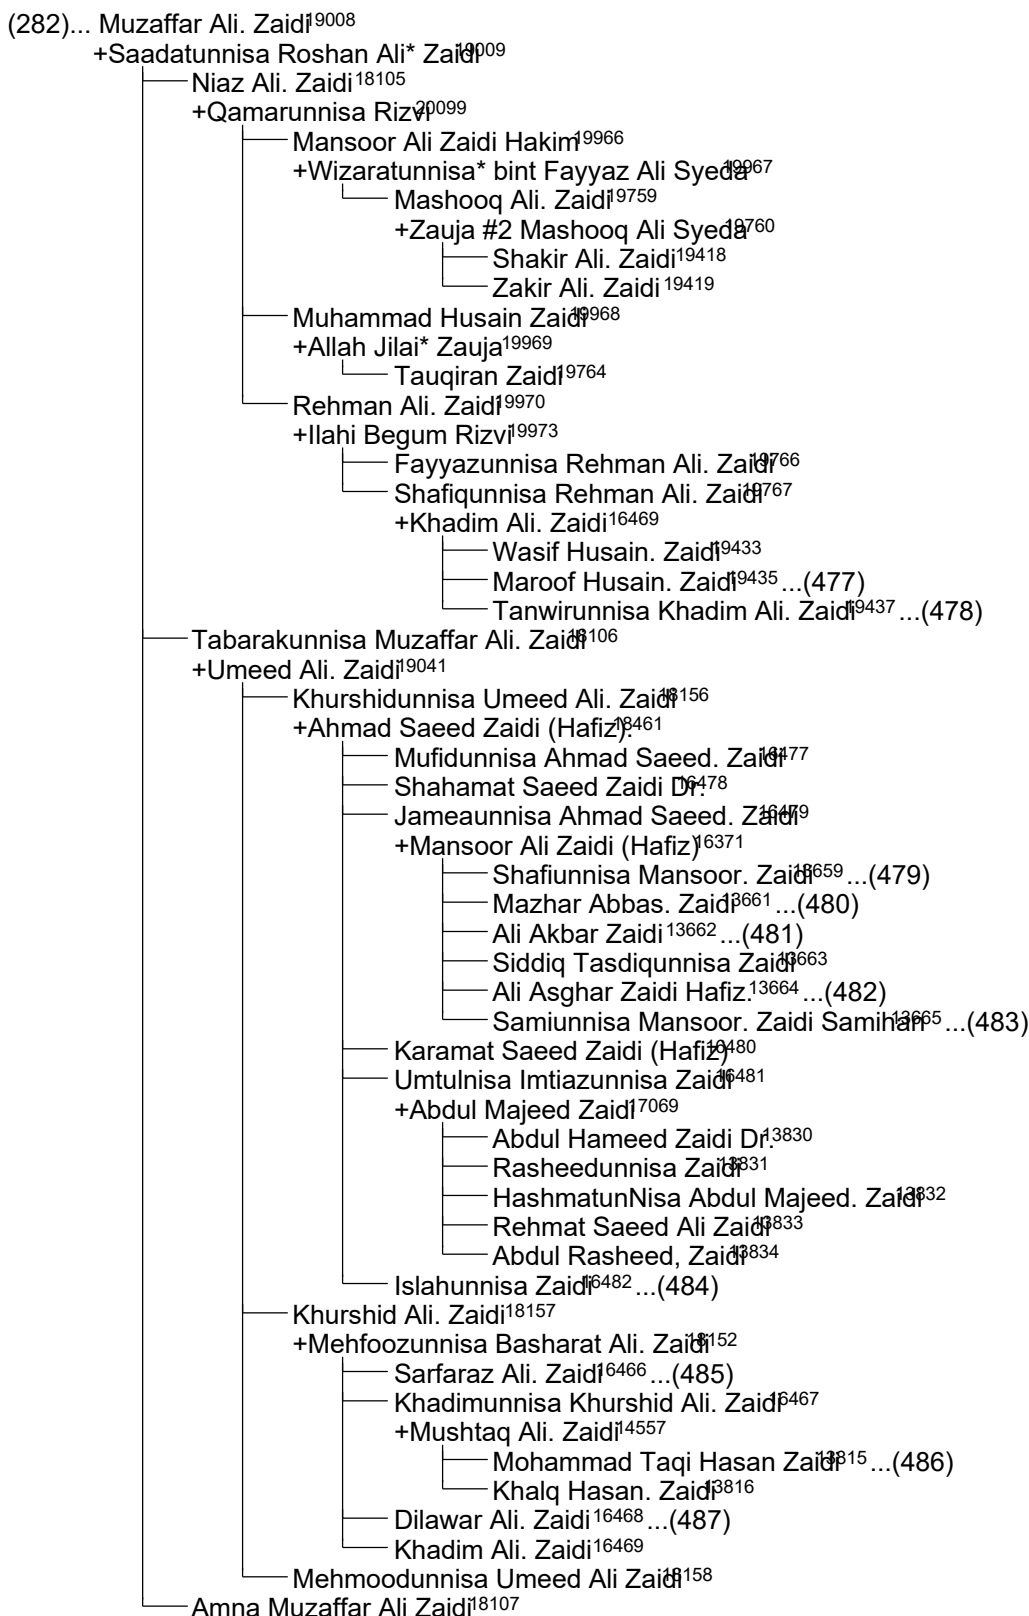 (282)... Muzaffar Ali. Zaidi19008
+Saadatunnisa Roshan Ali* Zaidi19009
Niaz Ali. Zaidi18105
+Qamarunnisa Rizvi20099
Mansoor Ali Zaidi Hakim19966
+Wizaratunnisa* bint Fayyaz Ali Syeda19967
Mashooq Ali. Zaidi19759
+Zauja #2 Mashooq Ali Syeda19760
Shakir Ali. Zaidi19418
Zakir Ali. Zaidi19419
Muhammad Husain Zaidi19968
+Allah Jilai* Zauja19969
Tauqiran Zaidi19764
Rehman Ali. Zaidi19970
+Ilahi Begum Rizvi19973
Fayyazunnisa Rehman Ali. Zaidi19766
Shafiqunnisa Rehman Ali. Zaidi19767
+Khadim Ali. Zaidi16469
Wasif Husain. Zaidi19433
Maroof Husain. Zaidi19435 ...(477)
Tanwirunnisa Khadim Ali. Zaidi19437 ...(478)
Tabarakunnisa Muzaffar Ali. Zaidi18106
+Umeed Ali. Zaidi19041
Khurshidunnisa Umeed Ali. Zaidi18156
+Ahmad Saeed Zaidi (Hafiz).18461
Mufidunnisa Ahmad Saeed. Zaidi16477
Shahamat Saeed Zaidi Dr.16478
Jameaunnisa Ahmad Saeed. Zaidi16479
+Mansoor Ali Zaidi (Hafiz)16371
Shafiunnisa Mansoor. Zaidi13659 ...(479)
Mazhar Abbas. Zaidi13661 ...(480)
Ali Akbar Zaidi13662 ...(481)
Siddiq Tasdiqunnisa Zaidi13663
Ali Asghar Zaidi Hafiz.13664 ...(482)
Samiunnisa Mansoor. Zaidi Samihan13665 ...(483)
Karamat Saeed Zaidi (Hafiz)16480
Umtulnisa Imtiazunnisa Zaidi16481
+Abdul Majeed Zaidi17069
Abdul Hameed Zaidi Dr.13830
Rasheedunnisa Zaidi13831
HashmatunNisa Abdul Majeed. Zaidi13832
Rehmat Saeed Ali Zaidi13833
Abdul Rasheed, Zaidi13834
Islahunnisa Zaidi16482 ...(484)
Khurshid Ali. Zaidi18157
+Mehfoozunnisa Basharat Ali. Zaidi18152
Sarfaraz Ali. Zaidi16466 ...(485)
Khadimunnisa Khurshid Ali. Zaidi16467
+Mushtaq Ali. Zaidi14557
Mohammad Taqi Hasan Zaidi13815 ...(486)
Khalq Hasan. Zaidi13816
Dilawar Ali. Zaidi16468 ...(487)
Khadim Ali. Zaidi16469
Mehmoodunnisa Umeed Ali Zaidi18158
Amna Muzaffar Ali Zaidi18107